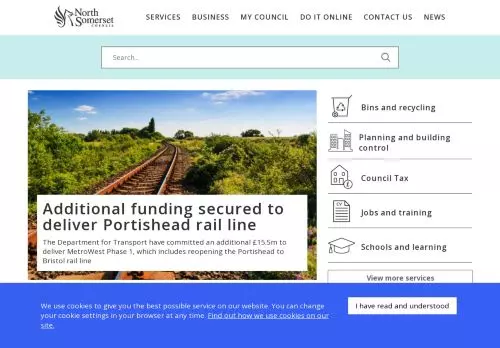 North
Somerset
COUNCIL
SERVICES BUSINESS MY COUNCIL DO IT ONLINE CONTACT US NEWS
Search...
Additional funding secured to
deliver Portishead rail line
The Department for Transport have committed an additional £15.5m to
deliver MetroWest Phase 1, which includes reopening the Portishead to
Bristol rail line
Bins and recycling
Planning and building
control
Council Tax
CV
Jobs and training
Schools and learning
View more services
We use cookies to give you the best possible service on our website. You can change
your cookie settings in your browser at any time. Find out how we use cookies on our
site.
I have read and understood